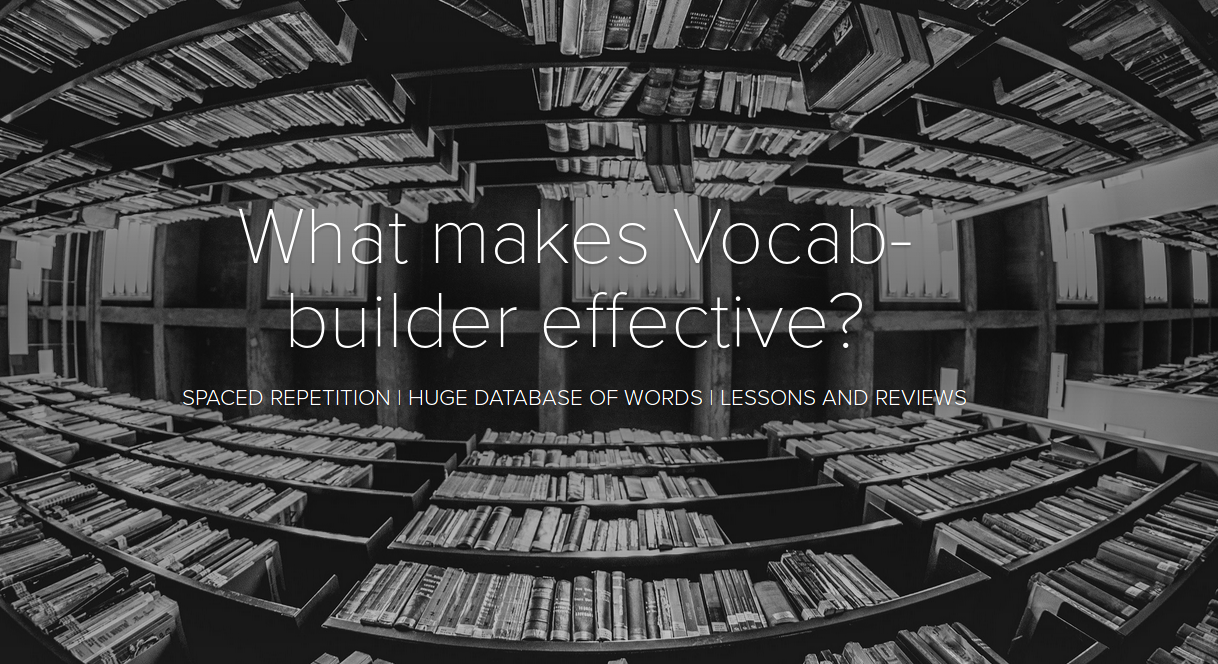 What makes Vocab-
builder effective?
SPACED REPETITION | HUGE DATABASE OF WORDS | LESSONS AND REVIEWS